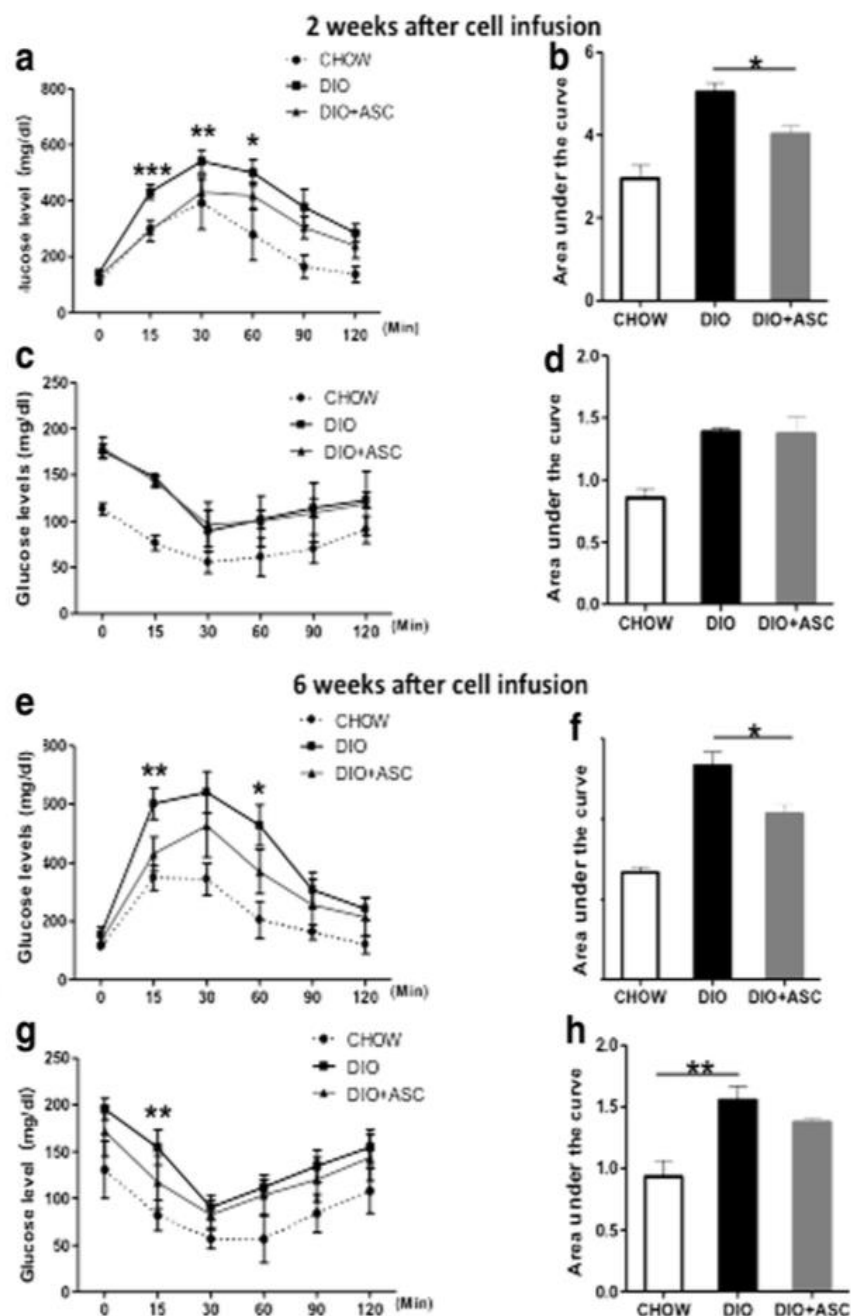 2 weeks after cell infusion
a
CHOW
DIO
DIO+ASC
lucose level (mg/dl)
800
600
400
200
0
***
**
*
0 15 30 60 90 120 (Min)
b
Area under the curve
6
4
2
0
*
CHOW DIO DIO+ASC
c
CHOW
DIO
DIO+ASC
Glucose levels (mg/dl)
250
200
150
100
50
0
0 15 30 60 90 120 (Min)
d
Area under the curve
2.0
1.5
1.0
0.5
0.0
CHOW DIO DIO+ASC
6 weeks after cell infusion
e
CHOW
DIO
DIO+ASC
Glucose levels (mg/dl)
800
600
400
200
0
**
*
0 15 30 60 90 120 (Min)
f
Area under the curve
*
CHOW DIO DIO+ASC
g
CHOW
DIO
DIO+ASC
Glucose level (mg/dl)
250
200
150
100
50
0
**
0 15 30 60 90 120 (Min)
h
Area under the curve
2.0
1.5
1.0
0.5
0.0
**
CHOW DIO DIO+ASC